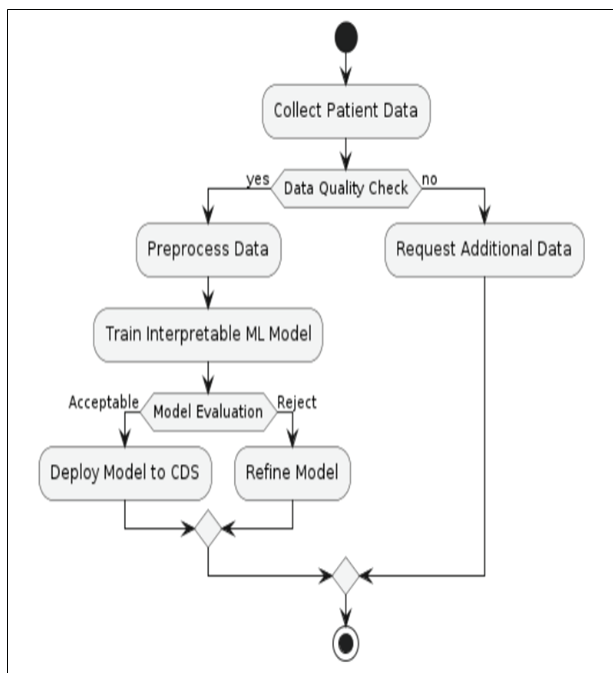 Collect Patient Data
yes
Data Quality Check
no
Preprocess Data
Request Additional Data
Train Interpretable ML Model
Acceptable
Model Evaluation
Reject
Deploy Model to CDS
Refine Model